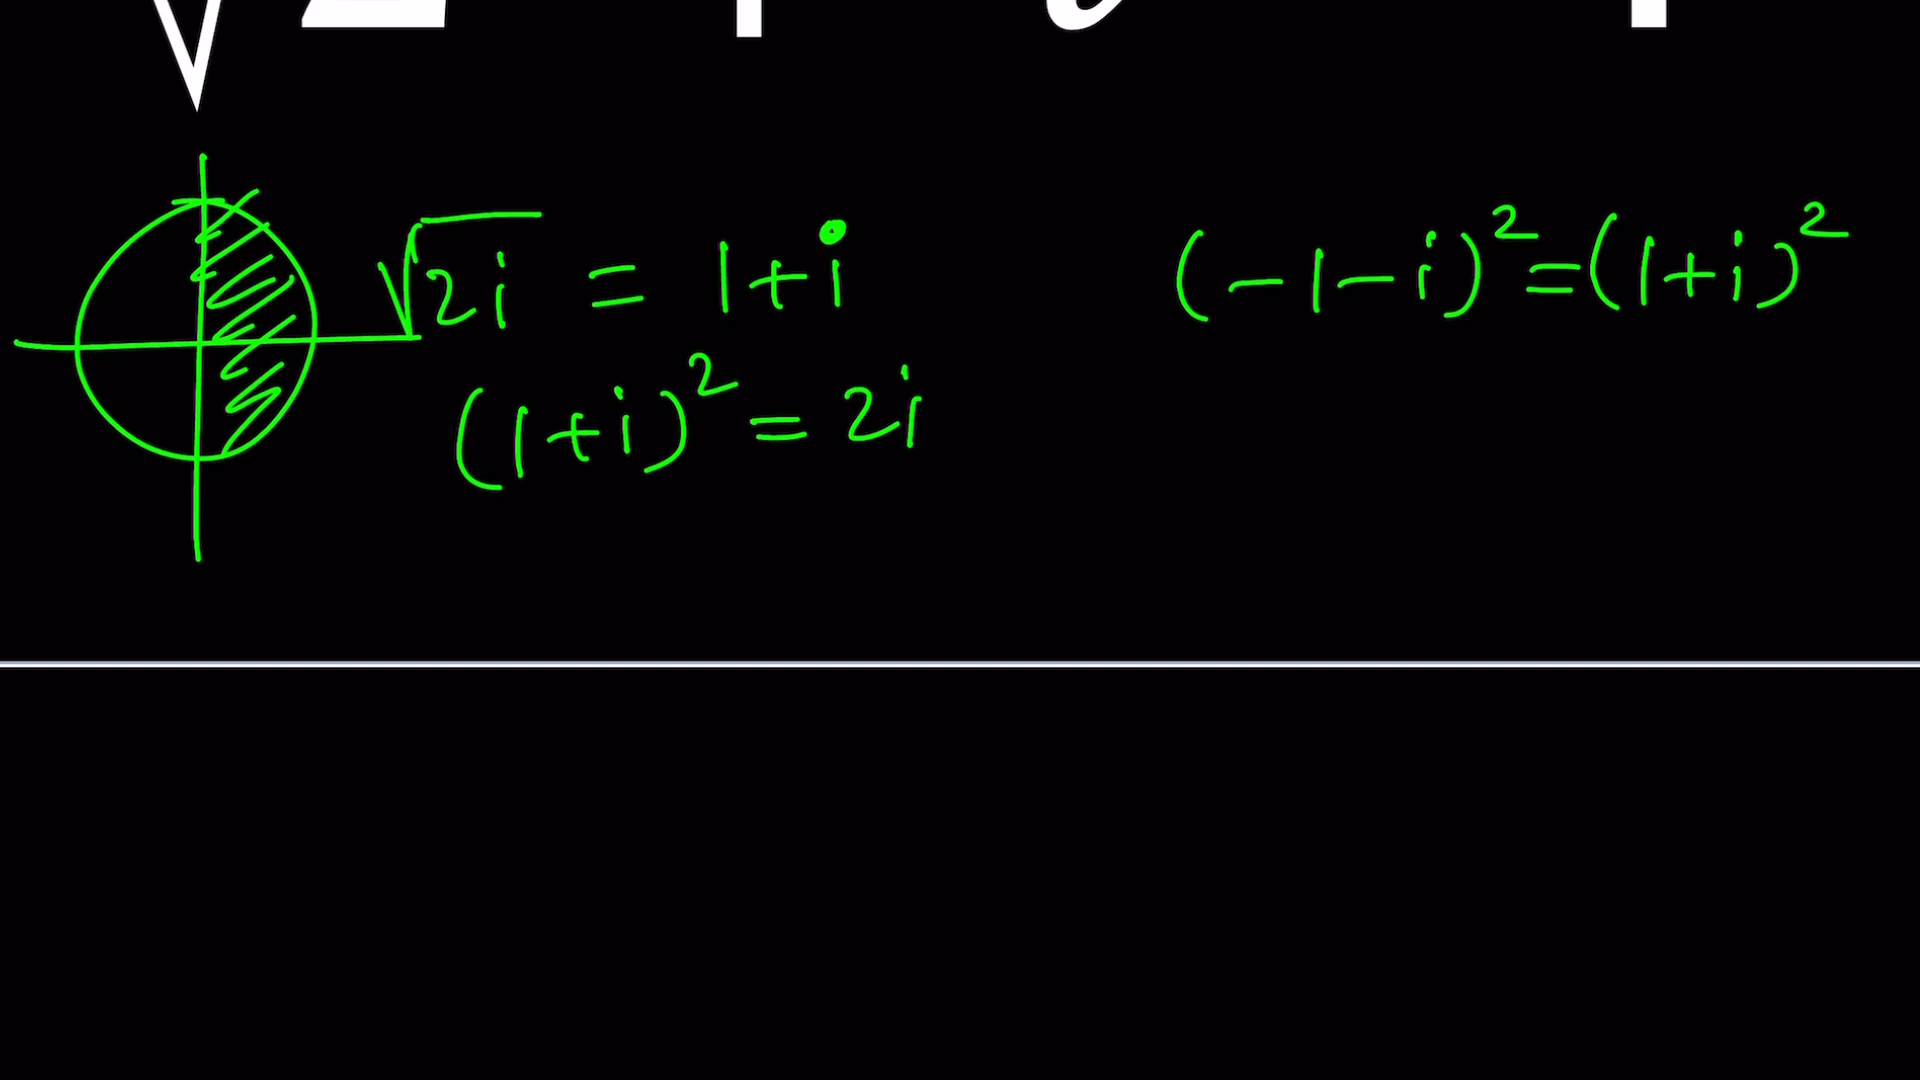 √2i = 1+i
(-1-i)² = (1+i)²
(1+i)² = 2i